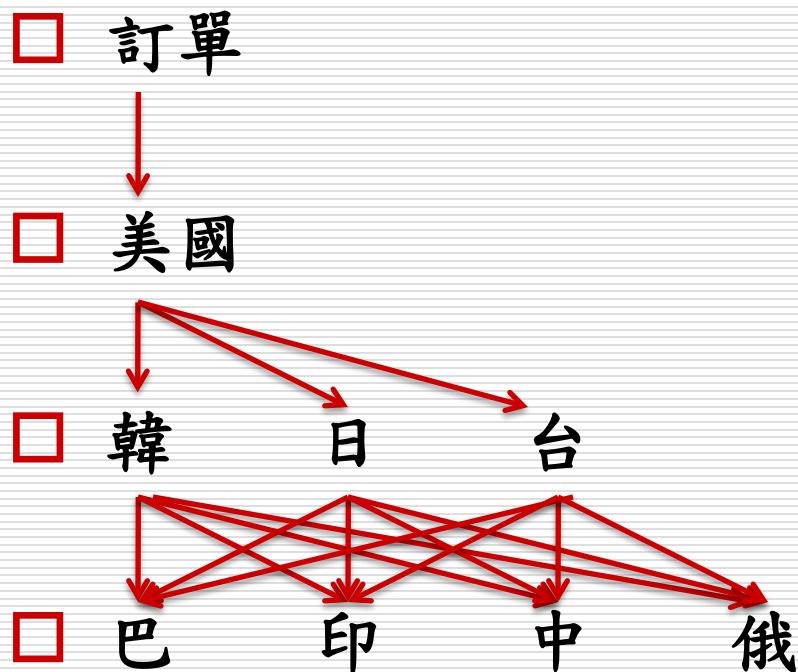 訂單
美國
韓 日 台
巴 印 中 俄